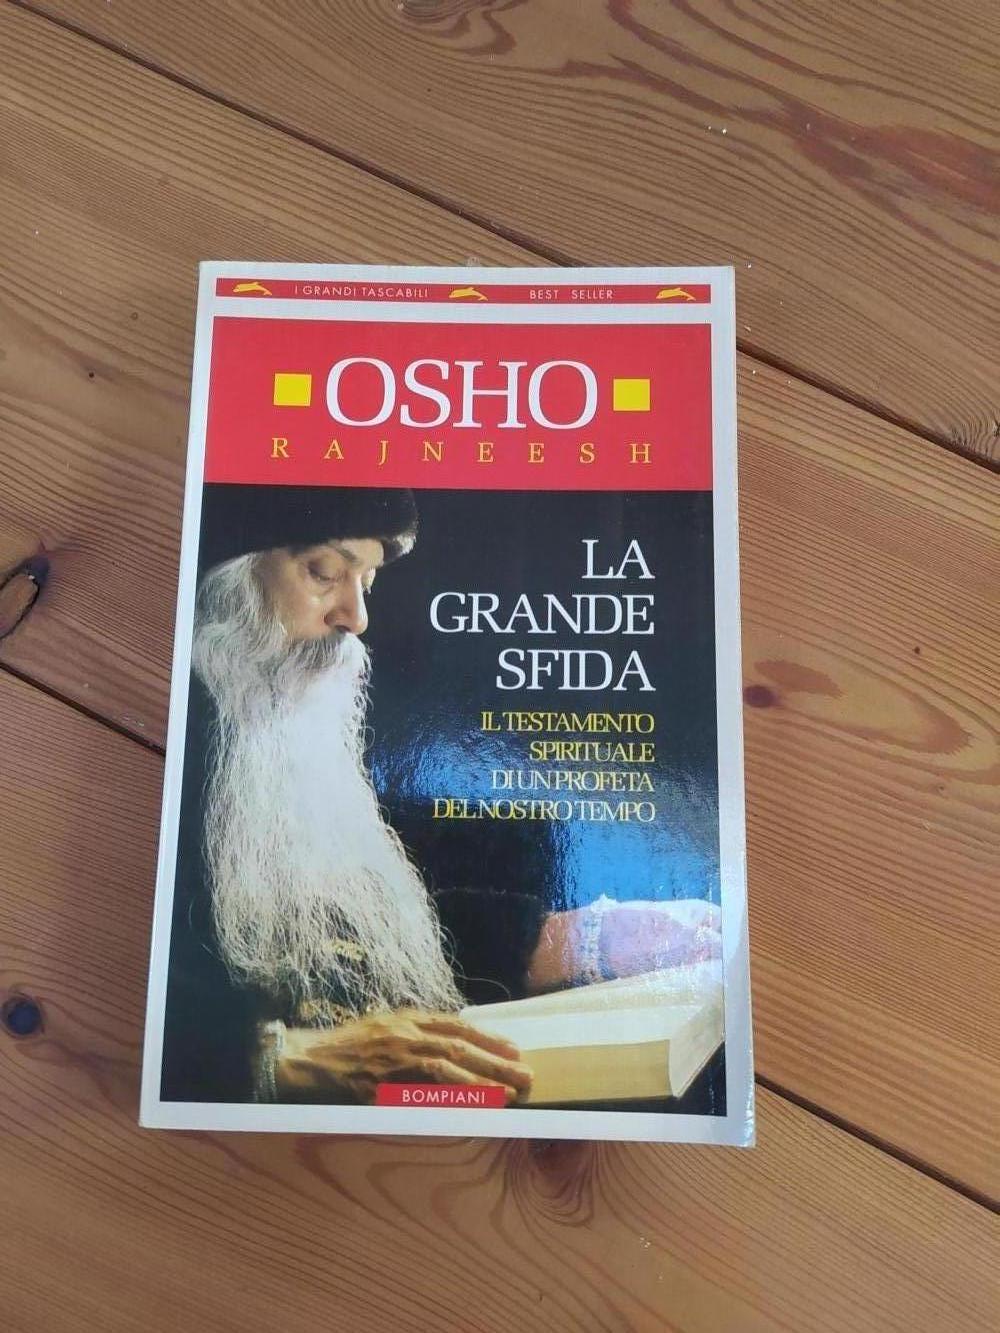 I GRANDI TASCABILI BEST SELLER
OSHO
RAJNEESH
LA
GRANDE
SFIDA
IL TESTAMENTO
SPIRITUALE
DI UN PROFETA
DEL NOSTRO TEMPO
BOMPIANI